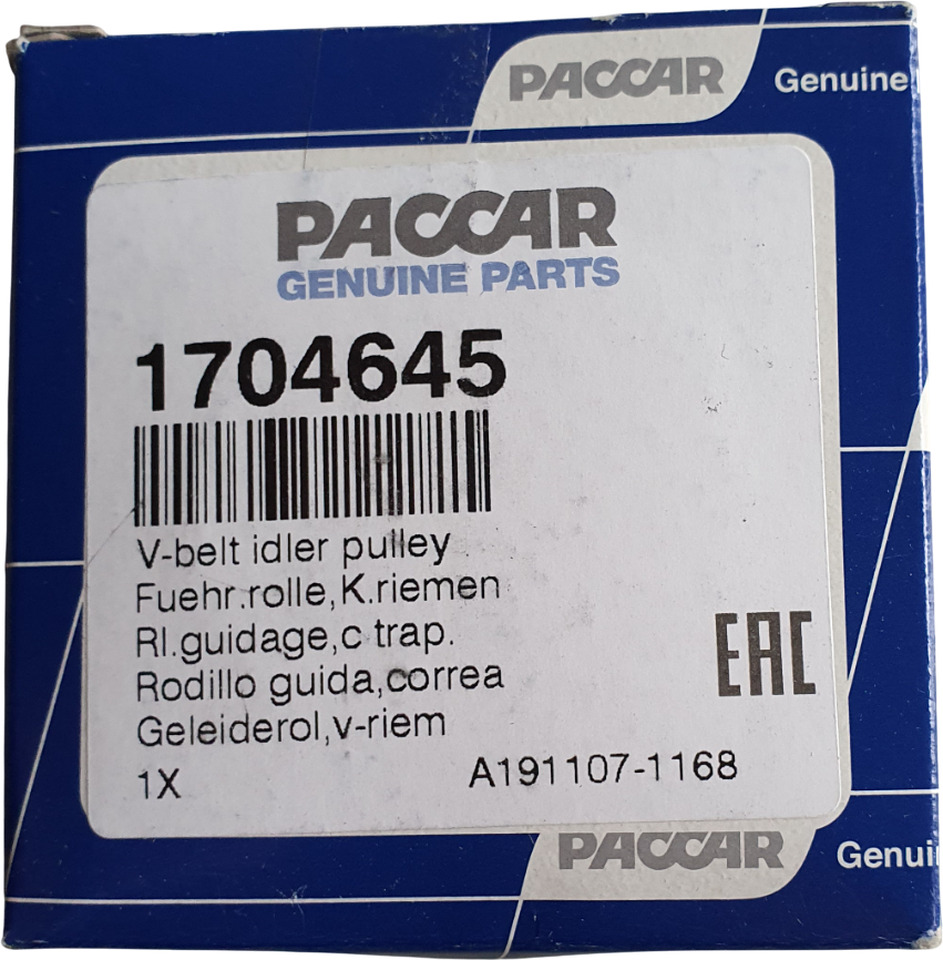 PACCAR Genuine
PACCAR
GENUINE PARTS
1704645
V-belt idler pulley
Fuehr.rolle,K.riemen
Rl.guidage,c trap.
Rodillo guida,correa
EAC
Geleiderol,v-riem
1X A191107-1168
PACCAR Genui